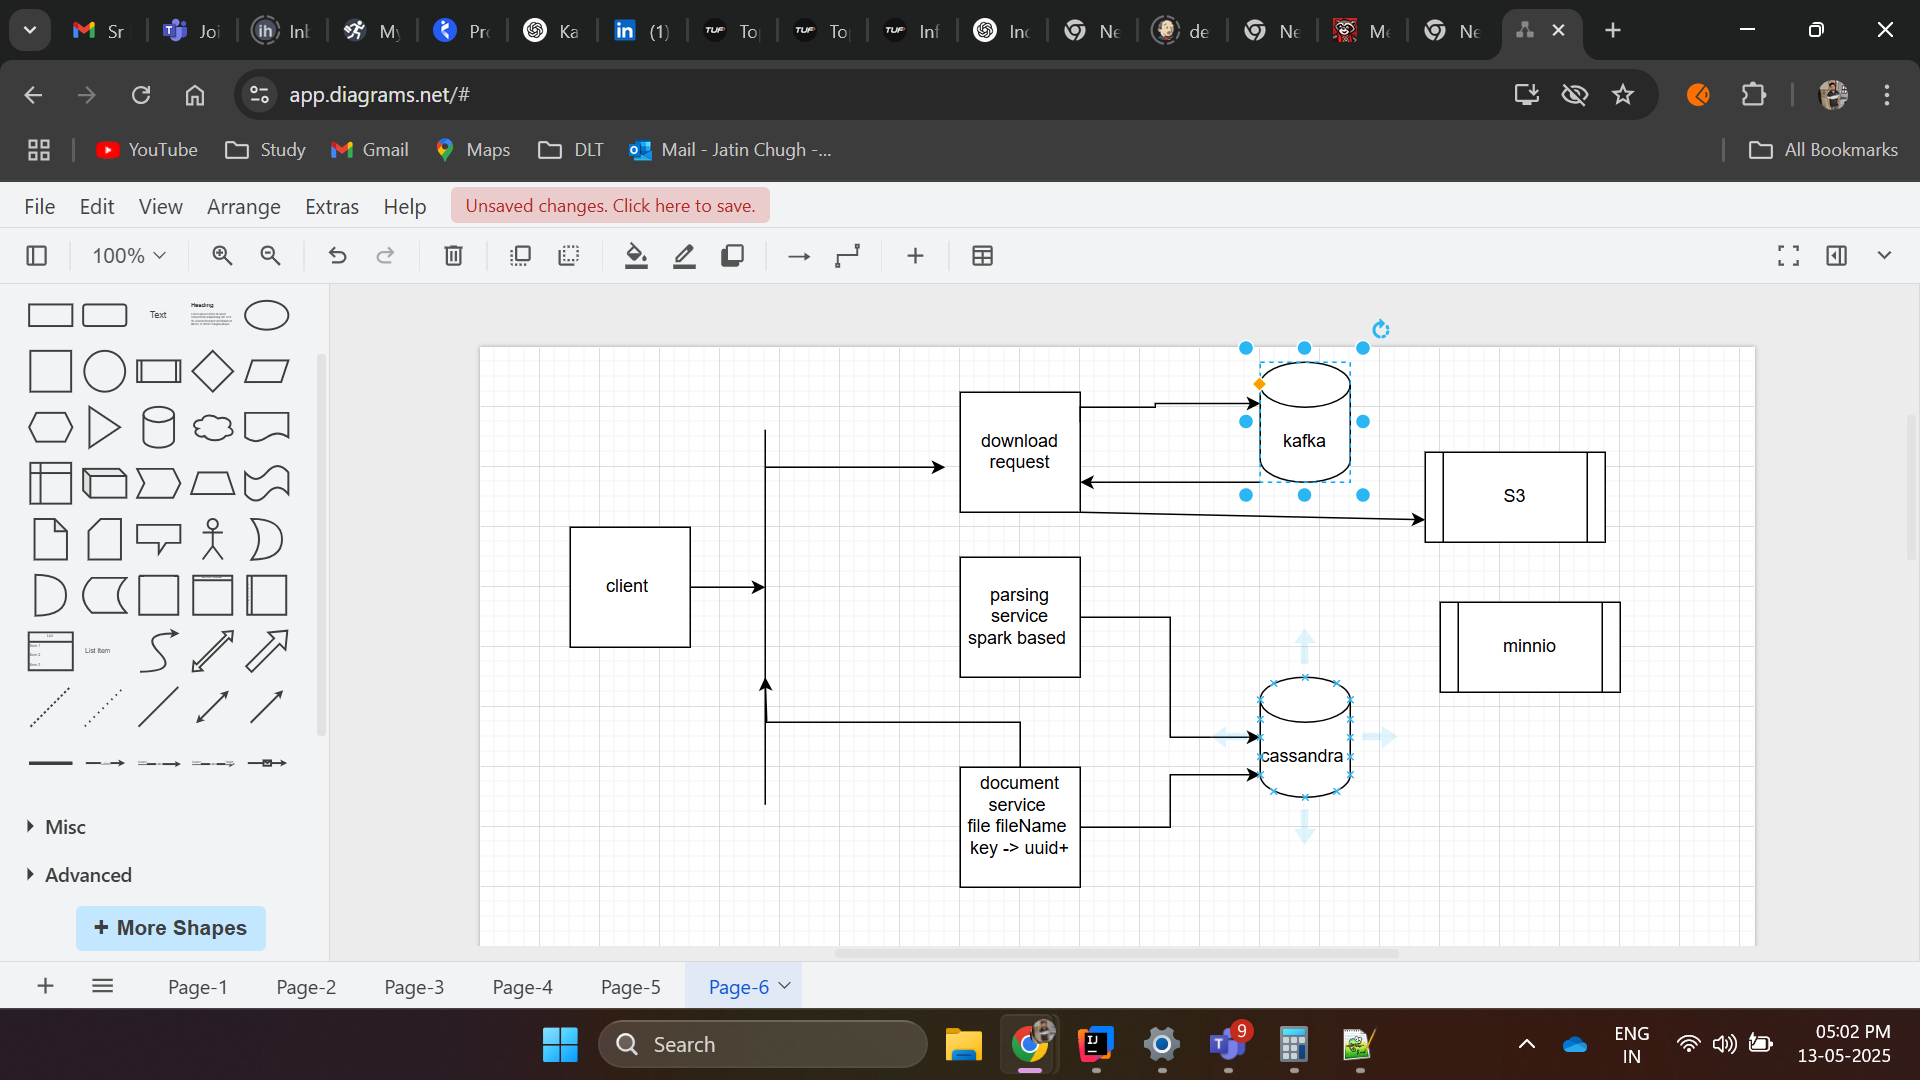 Sr
Joi
Inl
My
Pro
Ka
(1)
To
To
Inf
Inc
Ne
de
Ne
Me
Ne
app.diagrams.net/#
YouTube
Study
Gmail
Maps
DLT
Mail - Jatin Chugh -...
All Bookmarks
File
Edit
View
Arrange
Extras
Help
Unsaved changes. Click here to save.
100%
Text
Heading
List Item
download
request
kafka
S3
client
parsing
service
spark based
minnio
cassandra
document
service
file fileName
key -> uuid+
Misc
Advanced
+ More Shapes
Page-1
Page-2
Page-3
Page-4
Page-5
Page-6
Search
9
ENG
IN
05:02 PM
13-05-2025